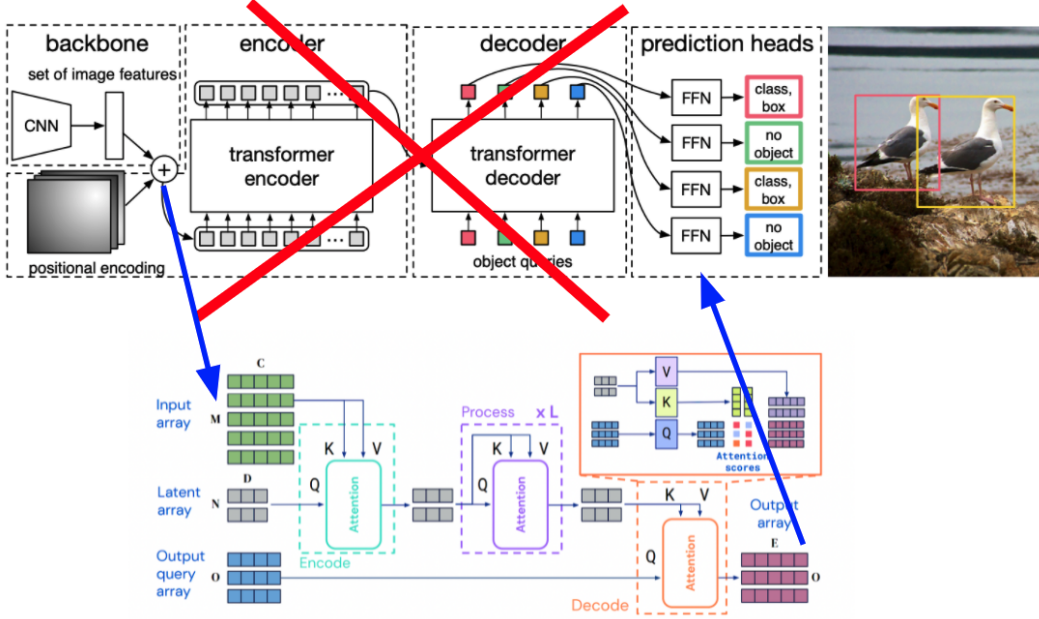 backbone
set of image features
CNN
+
positional encoding
encoder
...
transformer
encoder
...
decoder
transformer
decoder
object queries
prediction heads
FFN
class,
box
FFN
no
object
FFN
class,
box
FFN
no
object
C
Input
array
M
K
V
Q
Attention
Encode
D
Latent
array
N
Process
x L
K
V
Q
Attention
V
K
Q
Attention
scores
K
V
Q
Attention
Decode
Output
array
E
O
Output
query
array
O